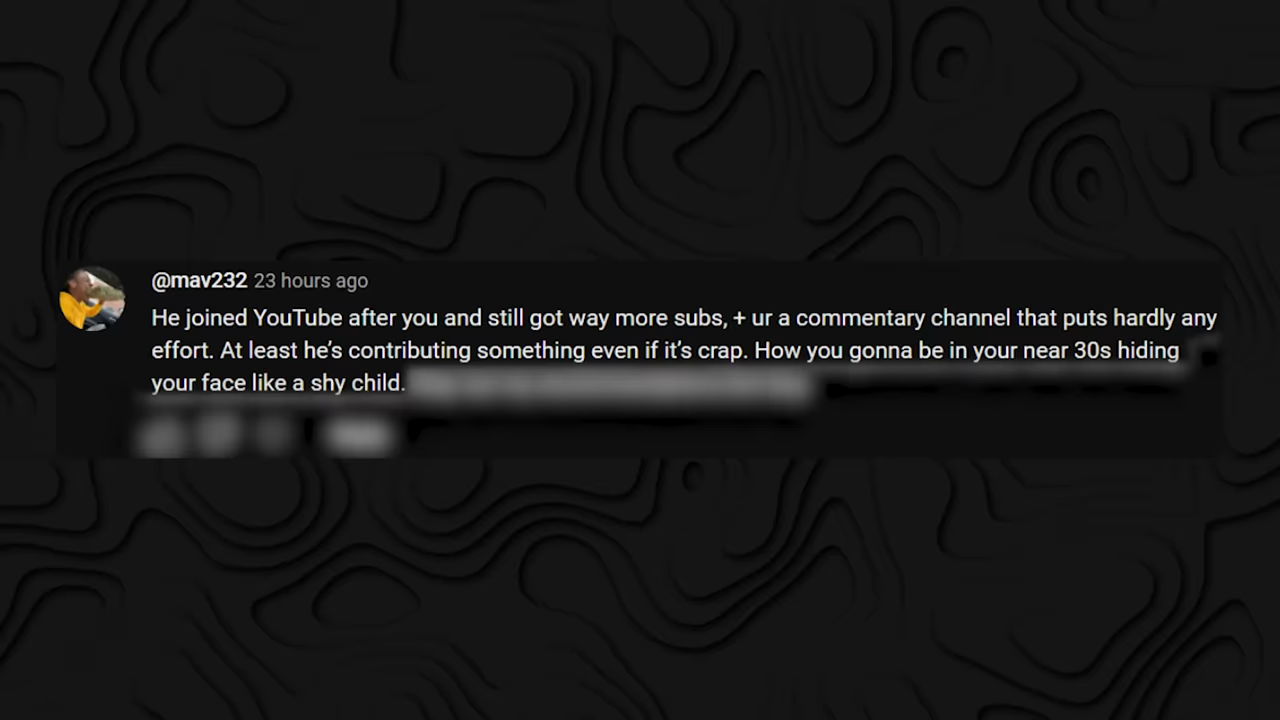 @mav232 23 hours ago
He joined YouTube after you and still got way more subs, + ur a commentary channel that puts hardly any
effort. At least he’s contributing something even if it’s crap. How you gonna be in your near 30s hiding
your face like a shy child.